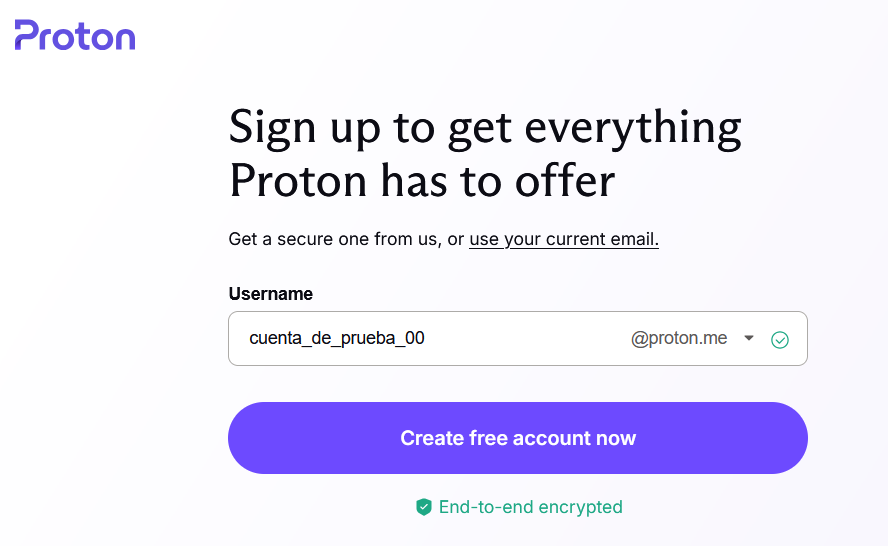 Proton
Sign up to get everything
Proton has to offer
Get a secure one from us, or use your current email.
Username
cuenta_de_prueba_00 @proton.me
Create free account now
End-to-end encrypted